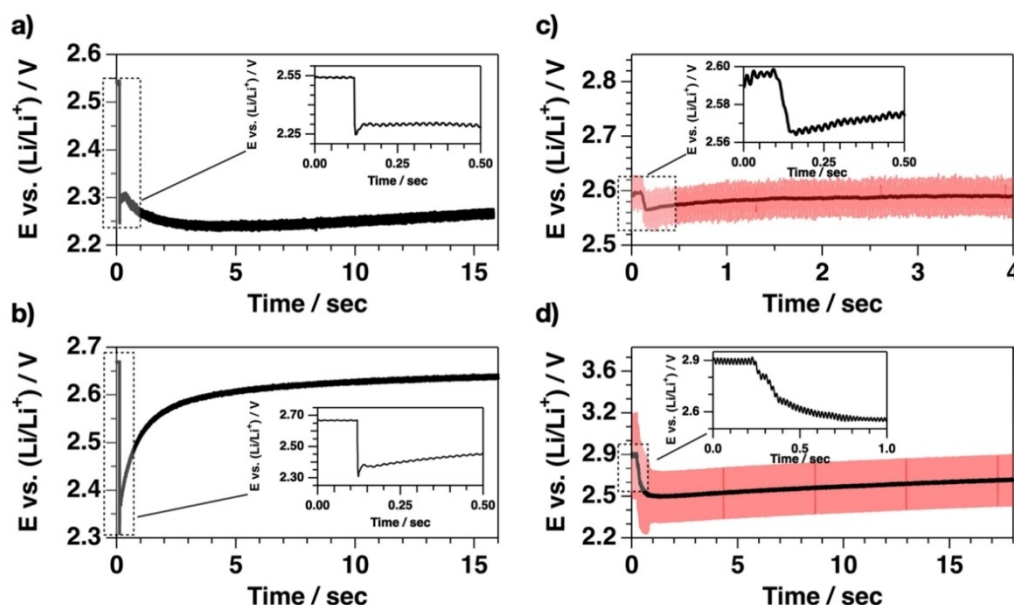 a)
E vs. (Li/Li⁺) / V
2.6
2.5
2.4
2.3
2.2
0 5 10 15
Time / sec
E vs. (Li/Li⁺) / V
2.55
2.25
0.00 0.25 0.50
Time / sec
b)
E vs. (Li/Li⁺) / V
2.7
2.6
2.5
2.4
2.3
0 5 10 15
Time / sec
E vs. (Li/Li⁺) / V
2.70
2.60
2.50
2.40
2.30
0.00 0.25 0.50
Time / sec
c)
E vs. (Li/Li⁺) / V
2.8
2.7
2.6
2.5
0 1 2 3 4
Time / sec
E vs. (Li/Li⁺) / V
2.60
2.58
2.56
0.00 0.25 0.50
Time / sec
d)
E vs. (Li/Li⁺) / V
3.6
3.2
2.9
2.5
2.2
0 5 10 15
Time / sec
E vs. (Li/Li⁺) / V
2.9
2.6
0.0 0.5 1.0
Time / sec